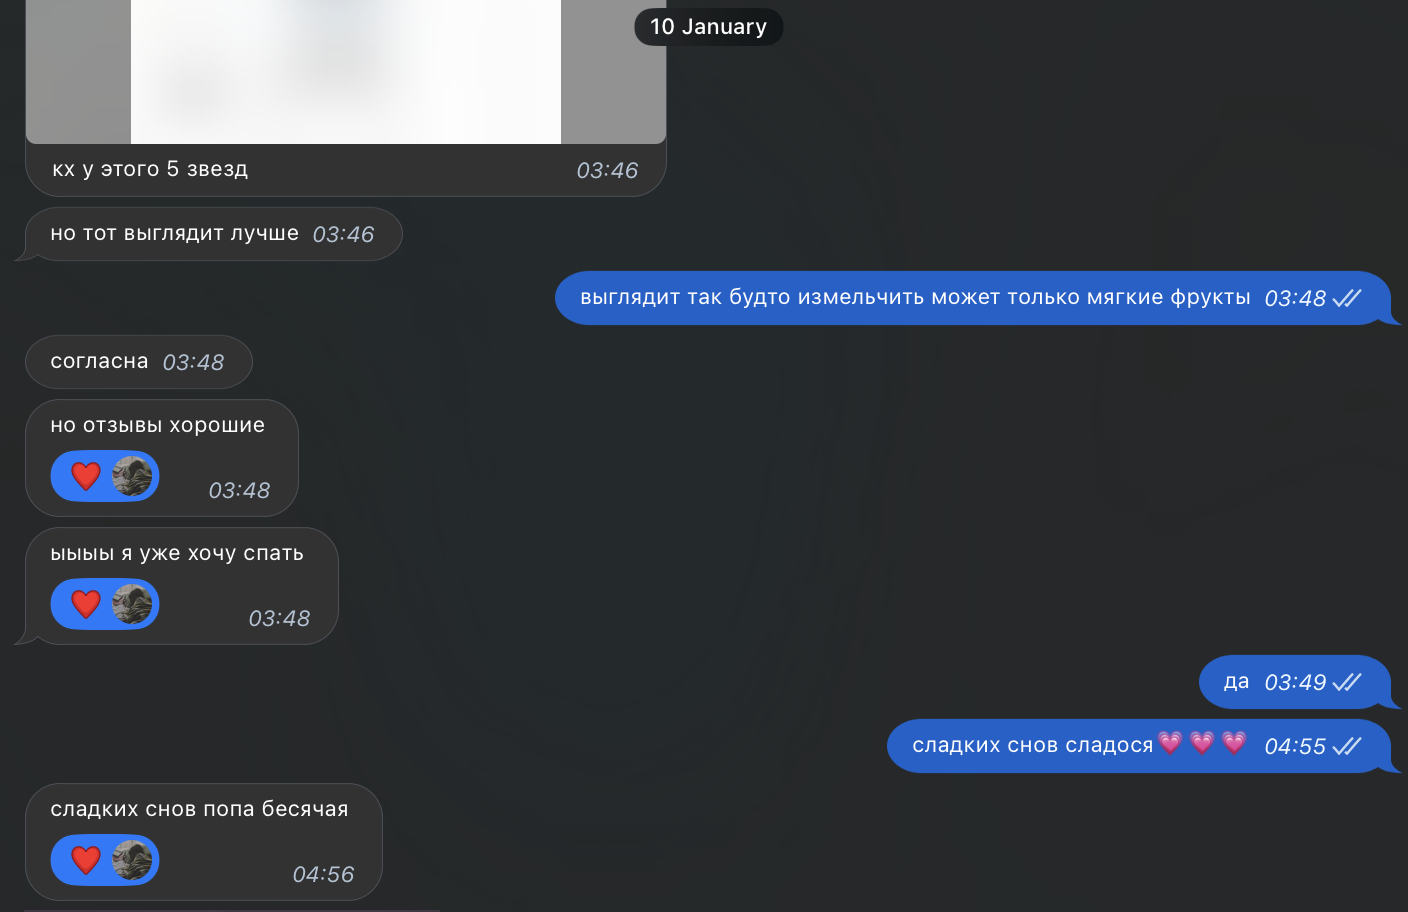 10 January
кх у этого 5 звезд 03:46
но тот выглядит лучше 03:46
выглядит так будто измельчить может только мягкие фрукты 03:48
согласна 03:48
но отзывы хорошие
03:48
ыыыы я уже хочу спать
03:48
да 03:49
сладких снов сладося💗💗💗 04:55
сладких снов попа бесячая
04:56